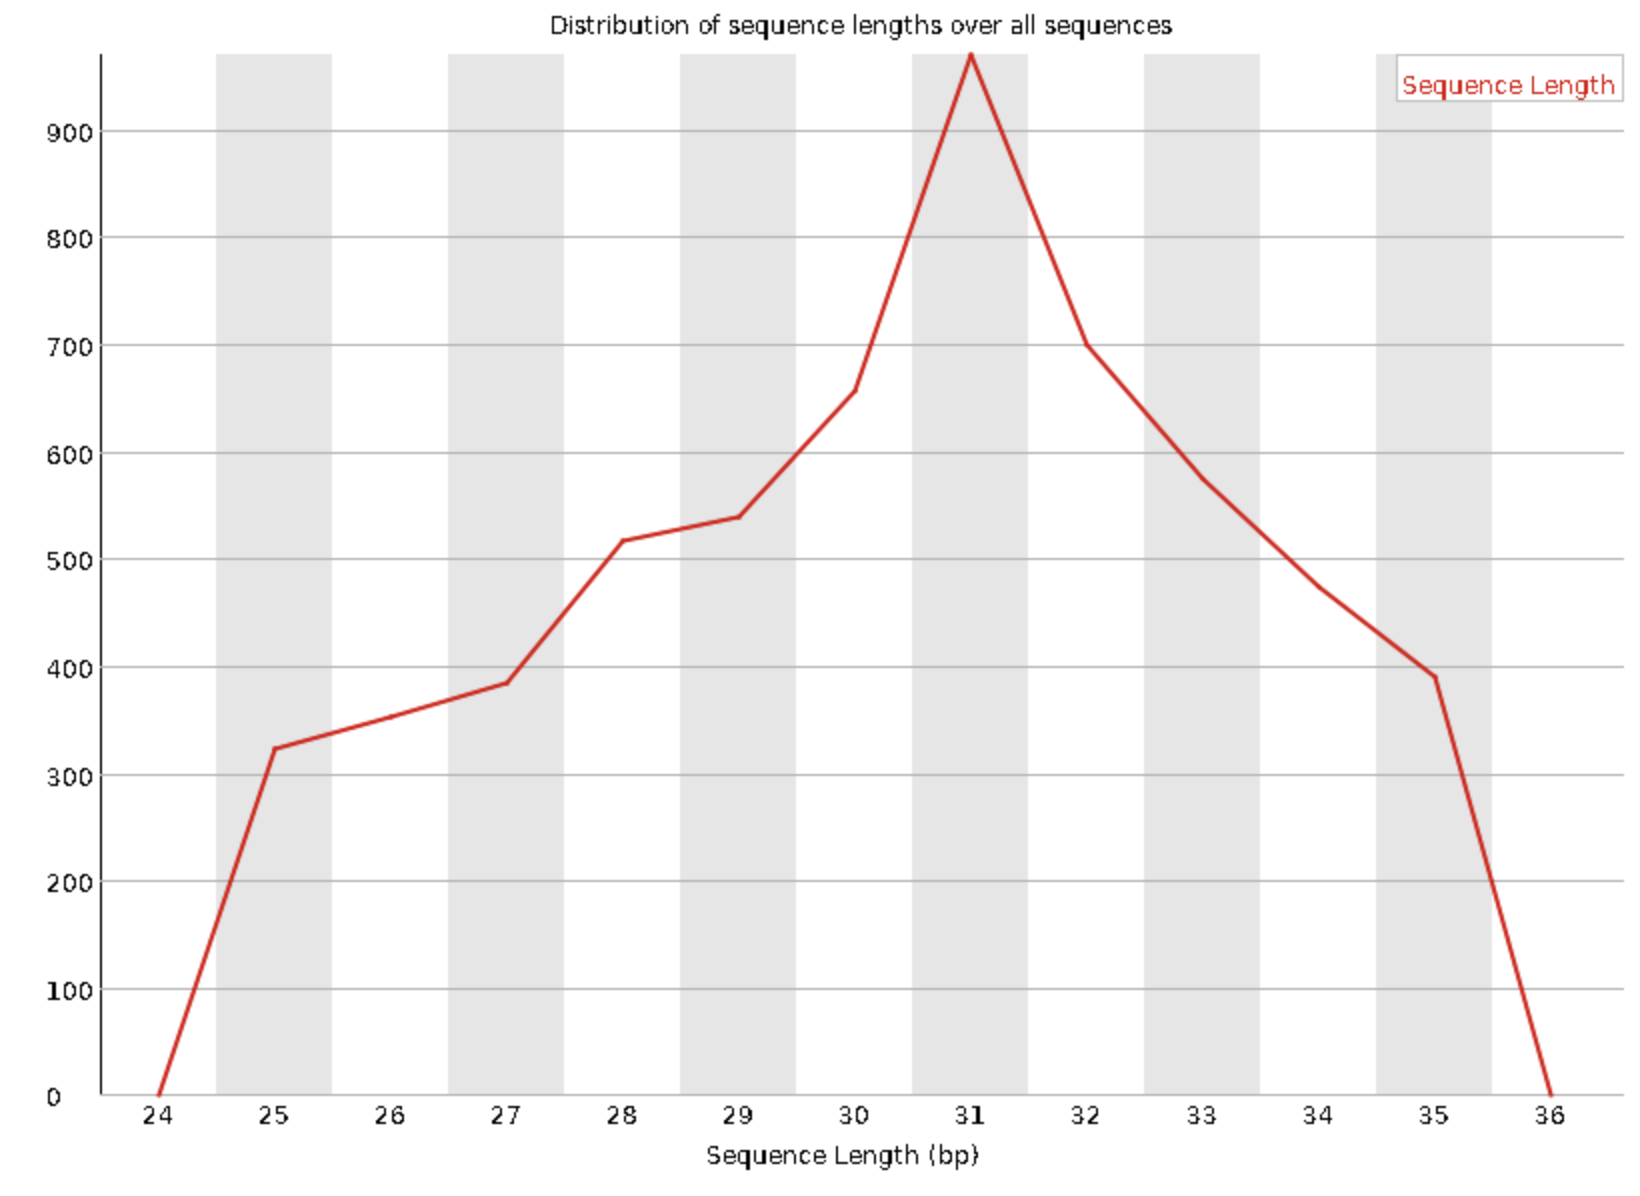 Distribution of sequence lengths over all sequences
Sequence Length
900
800
700
600
500
400
300
200
100
0
24 25 26 27 28 29 30 31 32 33 34 35 36
Sequence Length (bp)